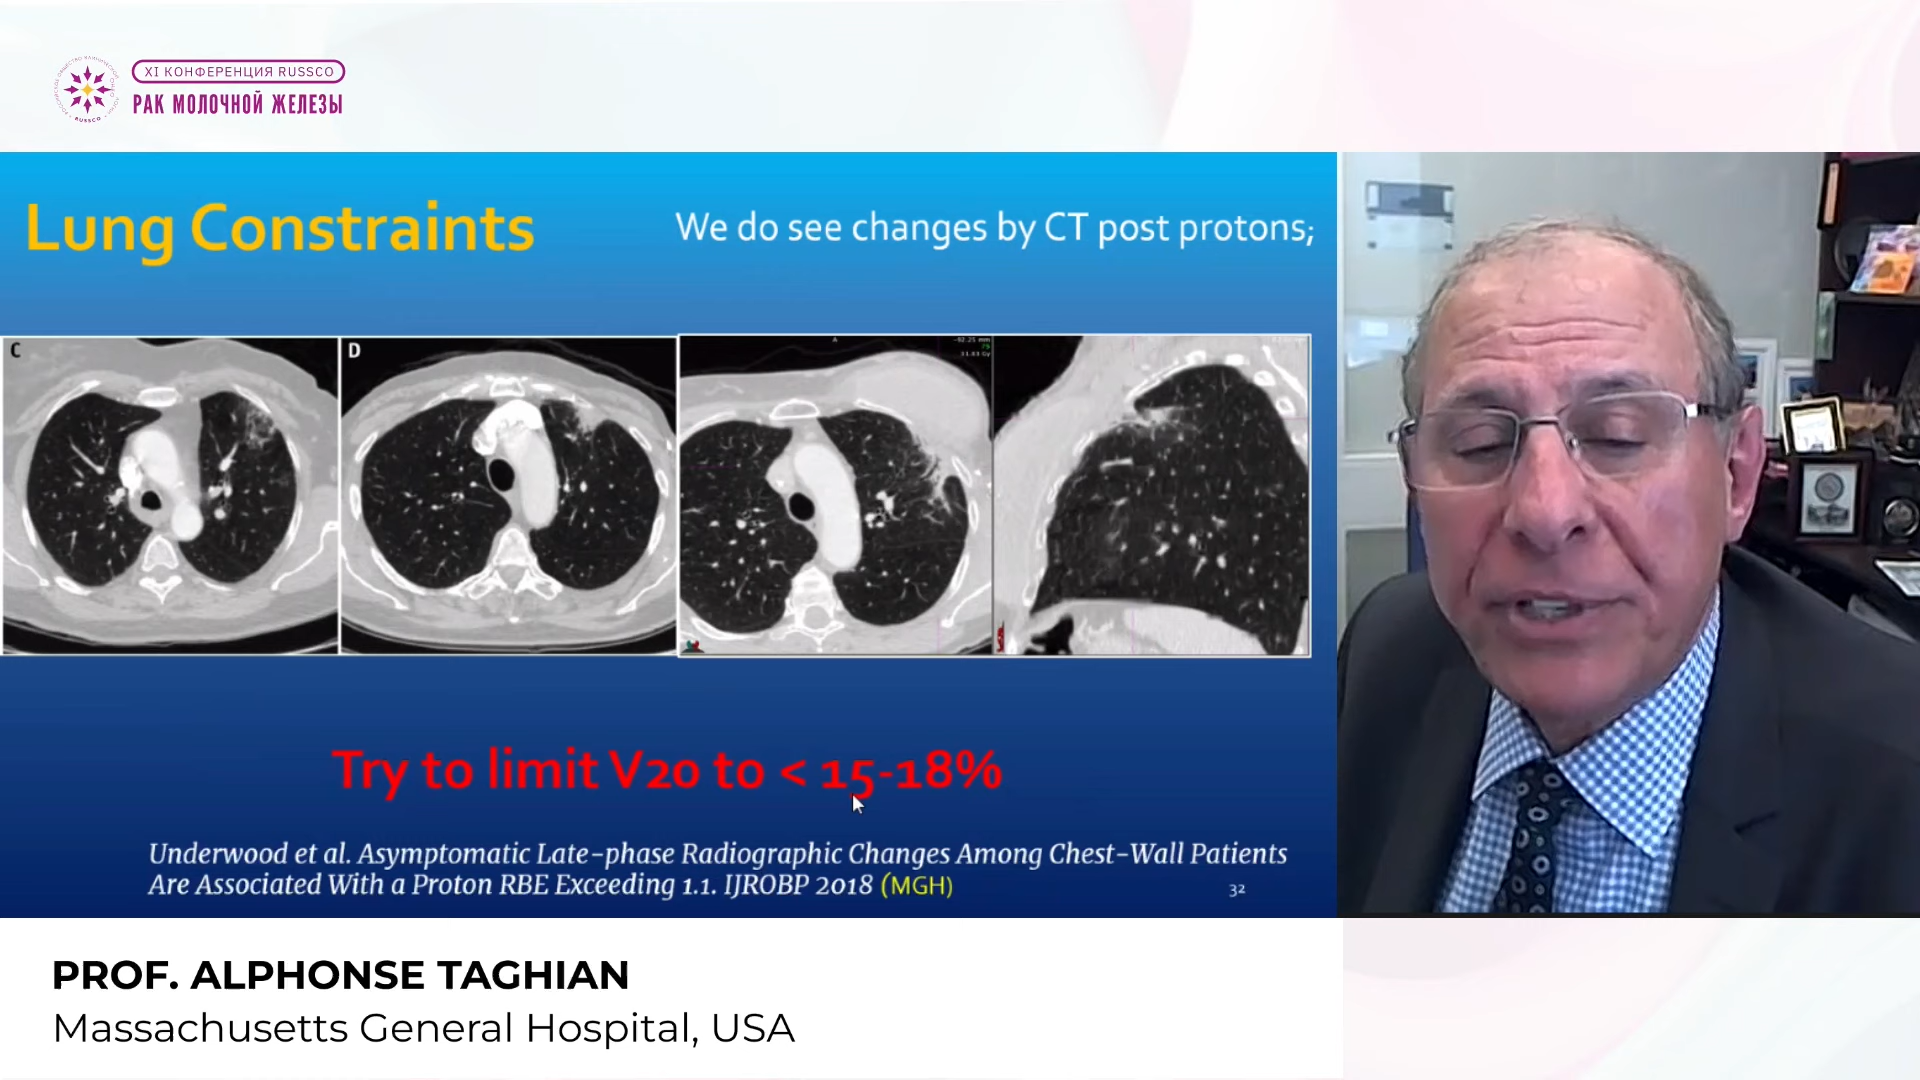 XI КОНФЕРЕНЦИЯ RUSSCO
РАК МОЛОЧНОЙ ЖЕЛЕЗЫ
RUSSCO
Lung Constraints
We do see changes by CT post protons;
C
D
A
Try to limit V20 to < 15-18%
Underwood et al. Asymptomatic Late-phase Radiographic Changes Among Chest-Wall Patients
Are Associated With a Proton RBE Exceeding 1.1. IJROBP 2018 (MGH)
32
PROF. ALPHONSE TAGHIAN
Massachusetts General Hospital, USA